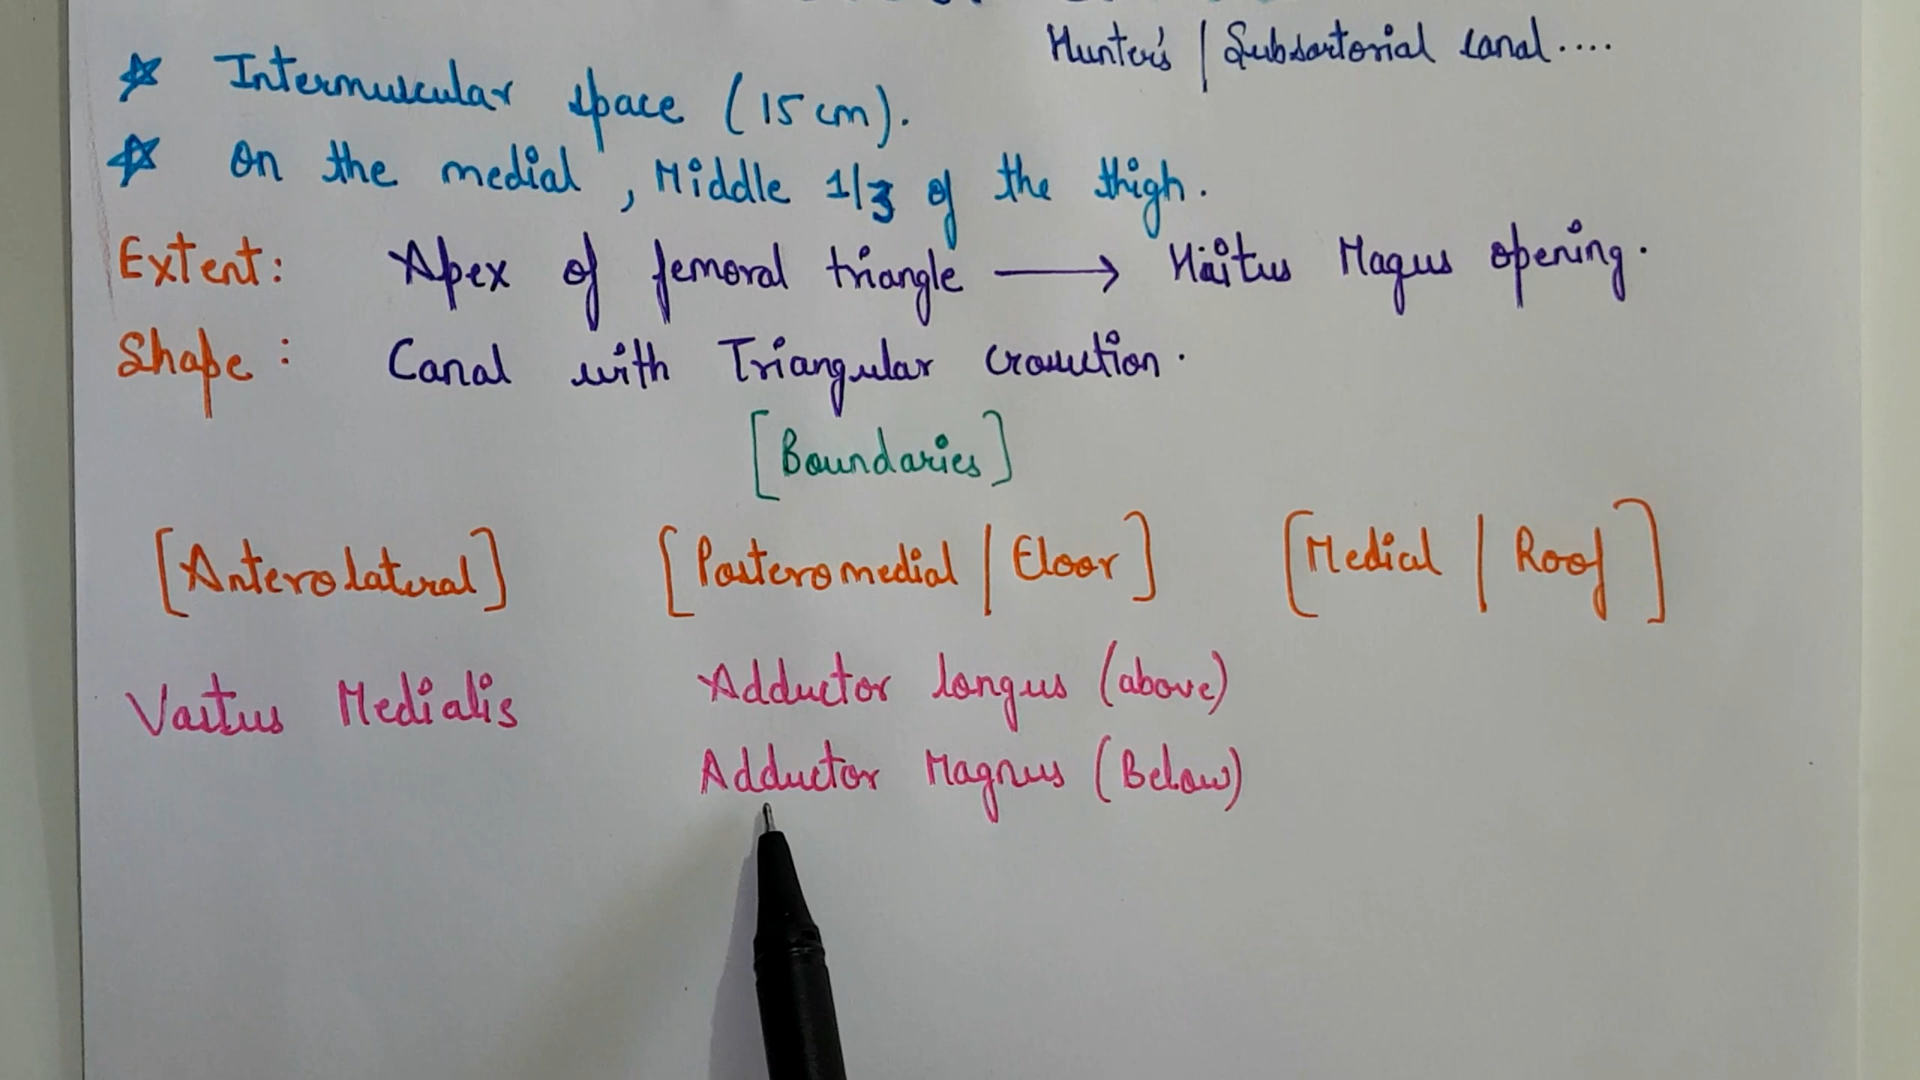 Hunter's | Subsartorial canal....
☆ Intermuscular space (15 cm).
☆ On the medial, Middle 1/3 of the thigh.
Extent: Apex of femoral triangle → Haitus Magus opening.
Shape: Canal with Triangular crossection.
[Boundaries]
[Anterolateral] [Posteromedial | Floor] [Medial | Roof]
Vastus Medialis
Adductor longus (above)
Adductor Magnus (Below)